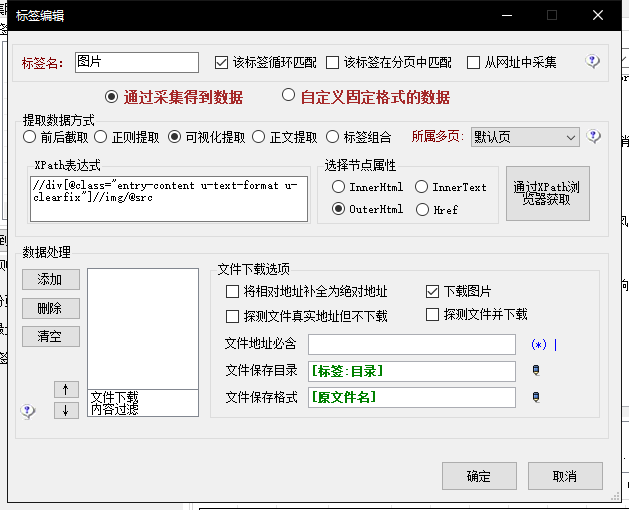 标签编辑
标签名：
图片
该标签循环匹配
该标签在分页中匹配
从网址中采集
通过采集得到数据
自定义固定格式的数据
提取数据方式
前后截取
正则提取
可视化提取
正文提取
标签组合
所属多页：
默认页
XPath表达式
//div[@class="entry-content u-text-format u-
clearfix"]//img/@src
选择节点属性
InnerHtml
InnerText
OuterHtml
Href
通过XPath浏
览器获取
数据处理
添加
删除
清空
↑
↓
文件下载
内容过滤
文件下载选项
将相对地址补全为绝对地址
下载图片
探测文件真实地址但不下载
探测文件并下载
文件地址必含
(*) |
文件保存目录
[标签:目录]
文件保存格式
[原文件名]
确定
取消